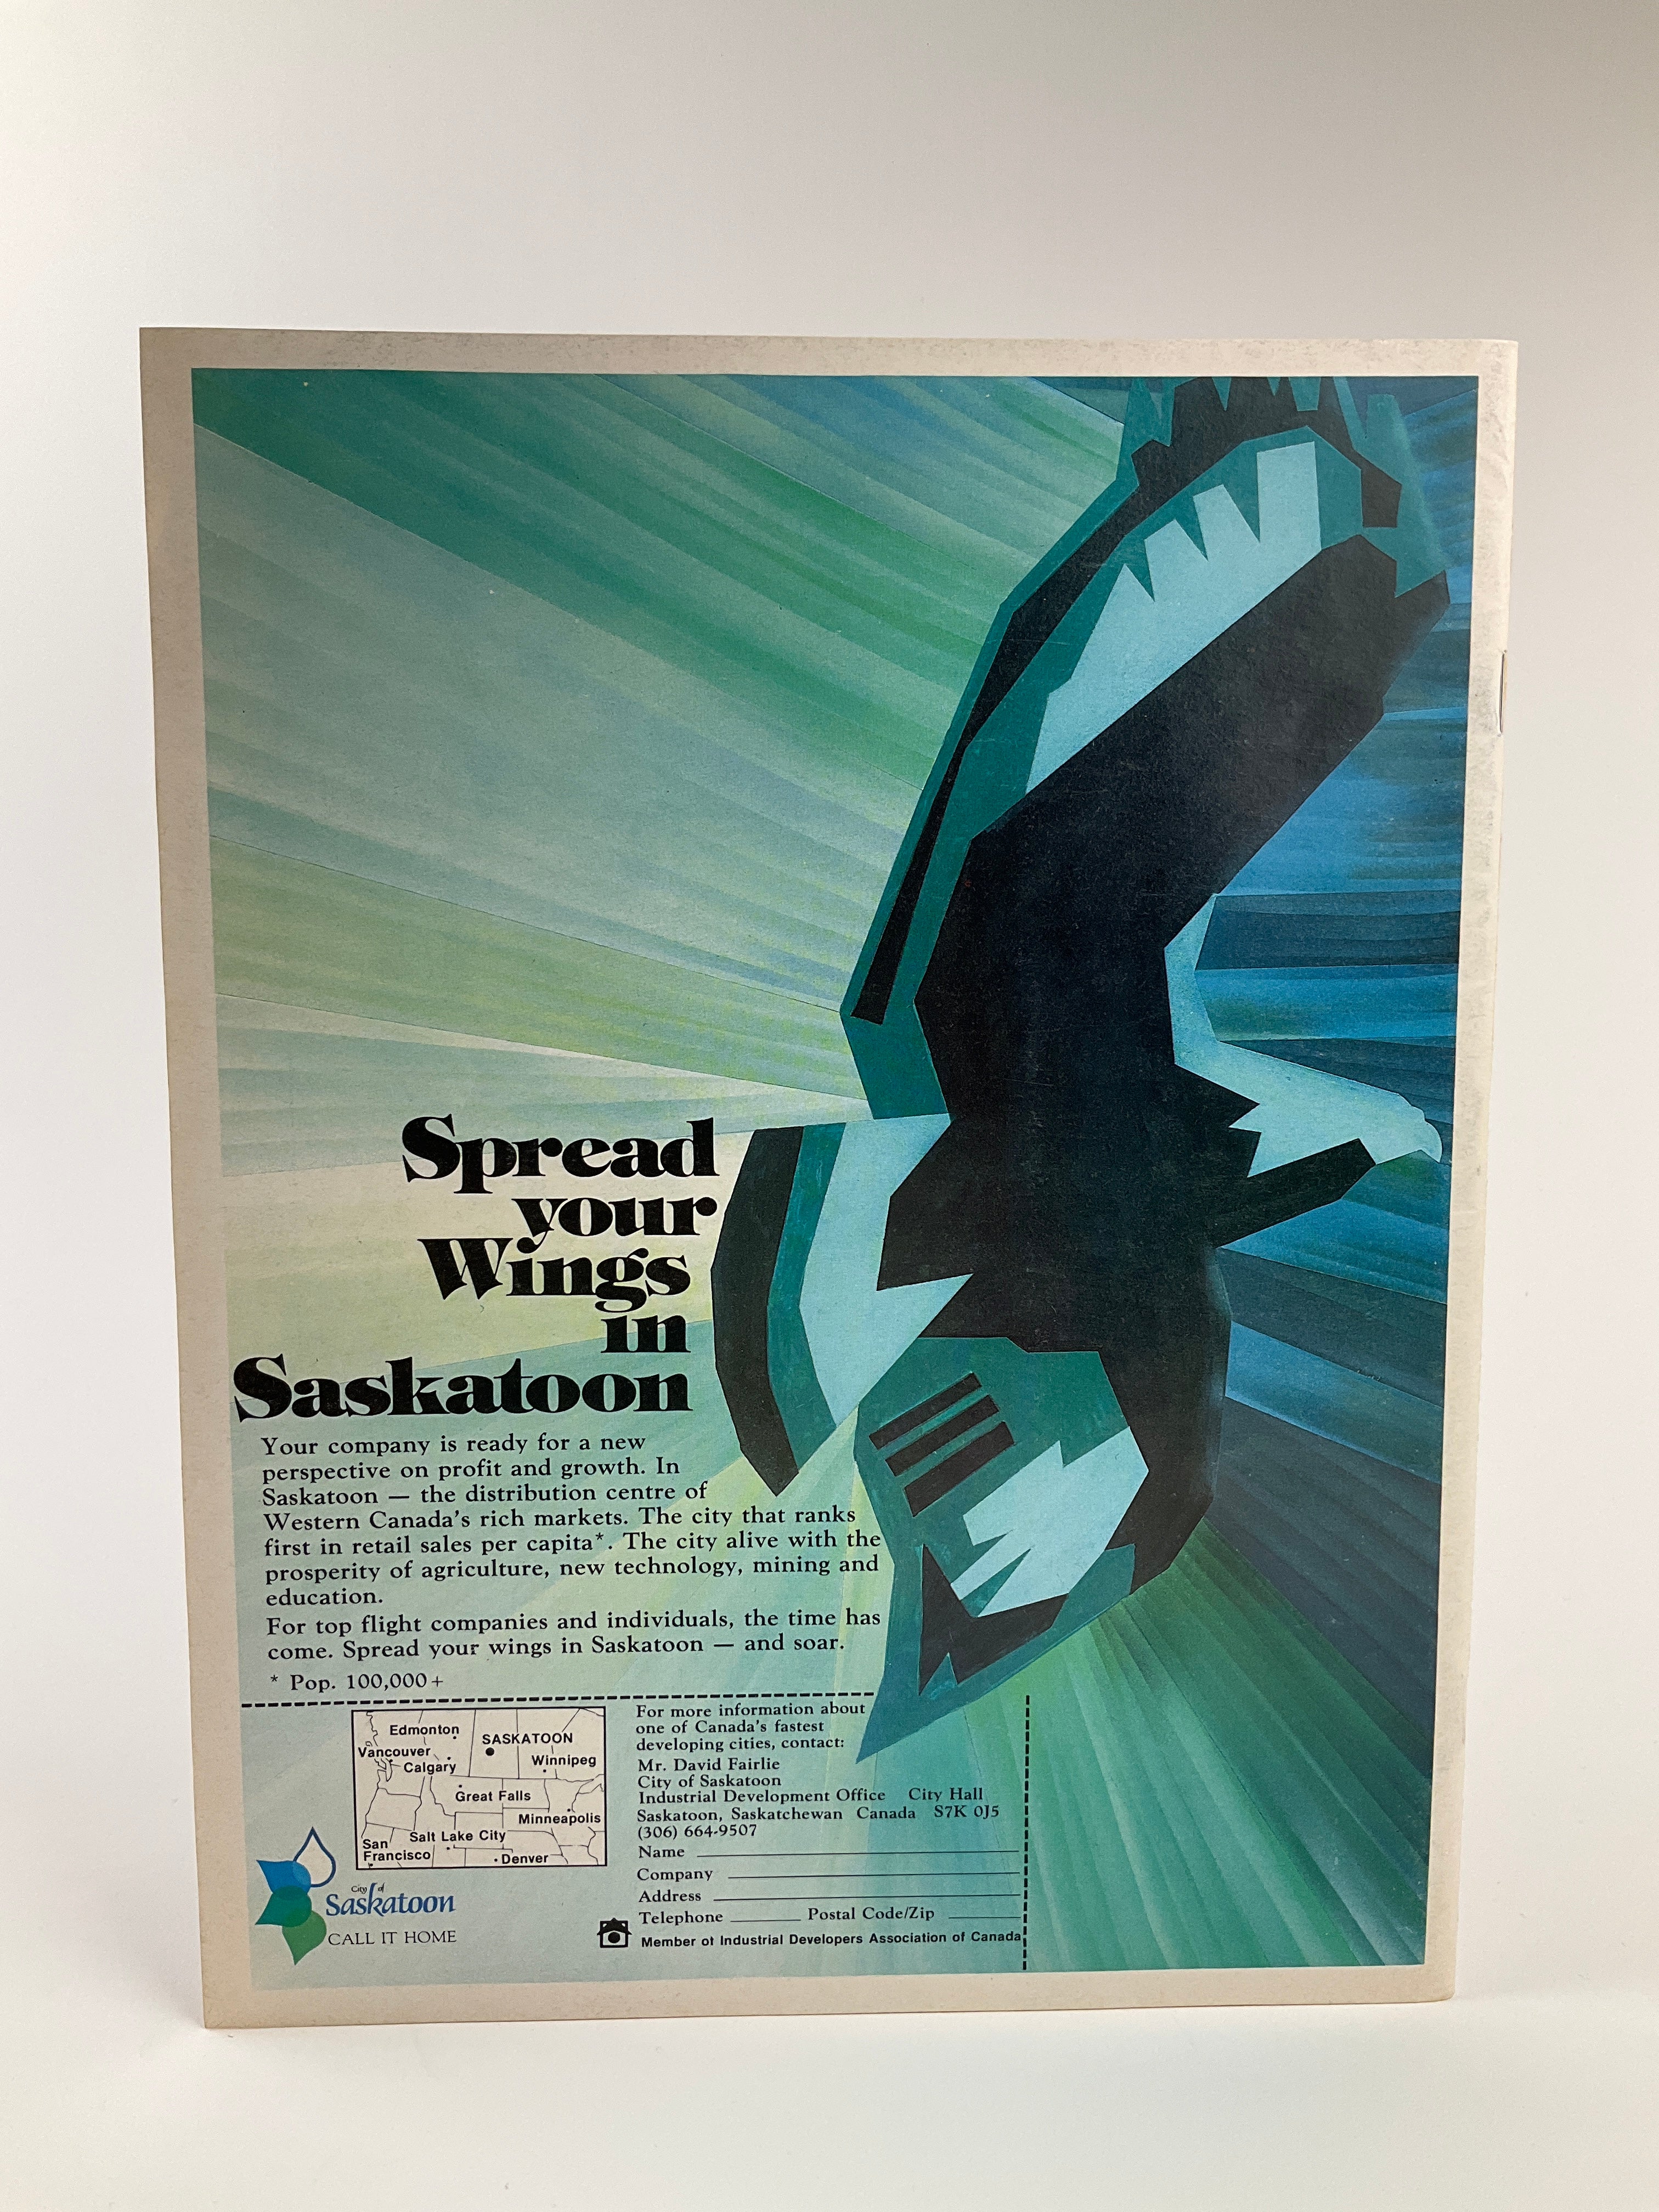 Spread
your
Wings
in
Saskatoon
Your company is ready for a new
perspective on profit and growth. In
Saskatoon — the distribution centre of
Western Canada's rich markets. The city that ranks
first in retail sales per capita*. The city alive with the
prosperity of agriculture, new technology, mining and
education.
For top flight companies and individuals, the time has
come. Spread your wings in Saskatoon — and soar.
* Pop. 100,000+
Edmonton
SASKATOON
Vancouver
Winnipeg
Calgary
Great Falls
Minneapolis
Salt Lake City
San
Francisco
Denver
City of
Saskatoon
CALL IT HOME
For more information about
one of Canada's fastest
developing cities, contact:
Mr. David Fairlie
City of Saskatoon
Industrial Development Office City Hall
Saskatoon, Saskatchewan Canada S7K 0J5
(306) 664-9507
Name
Company
Address
Telephone Postal Code/Zip
Member of Industrial Developers Association of Canada